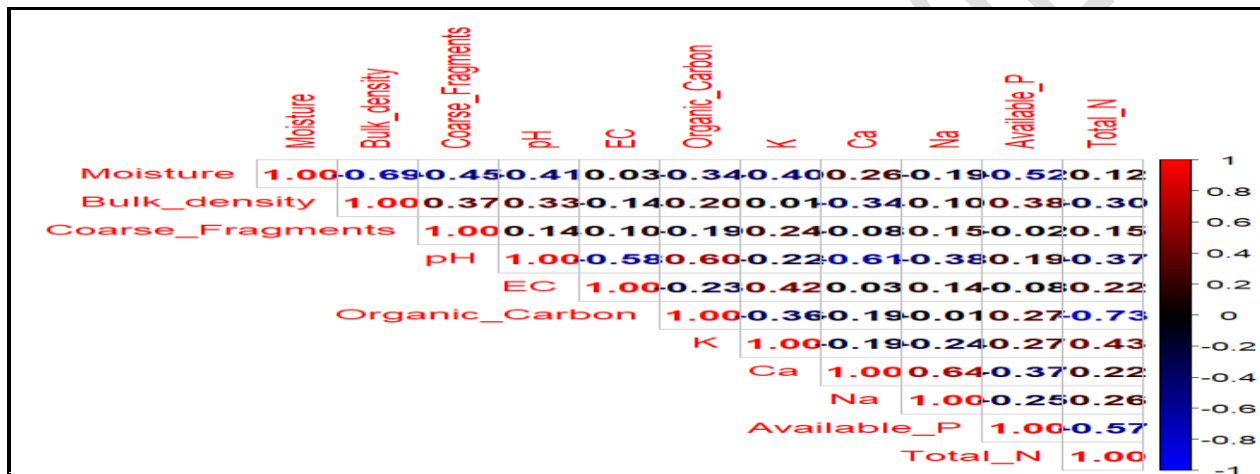 Moisture Bulk_density Coarse_Fragments pH EC Organic_Carbon K Ca Na Available_P Total_N
Moisture 1.00 -0.69 -0.45 -0.41 0.03 -0.34 -0.40 0.26 -0.19 -0.52 0.12
Bulk_density 1.00 0.37 0.33 -0.14 0.20 0.01 -0.34 0.10 0.38 -0.30
Coarse_Fragments 1.00 0.14 0.10 -0.19 0.24 -0.08 0.15 -0.02 0.15
pH 1.00 -0.58 0.60 -0.22 -0.61 -0.38 0.19 -0.37
EC 1.00 -0.23 0.42 0.03 0.14 -0.08 0.22
Organic_Carbon 1.00 -0.36 -0.19 -0.01 0.27 -0.73
K 1.00 -0.19 -0.24 0.27 0.43
Ca 1.00 0.64 -0.37 0.22
Na 1.00 -0.25 0.26
Available_P 1.00 -0.57
Total_N 1.00
1
0.8
0.6
0.4
0.2
0
-0.2
-0.4
-0.6
-0.8
-1